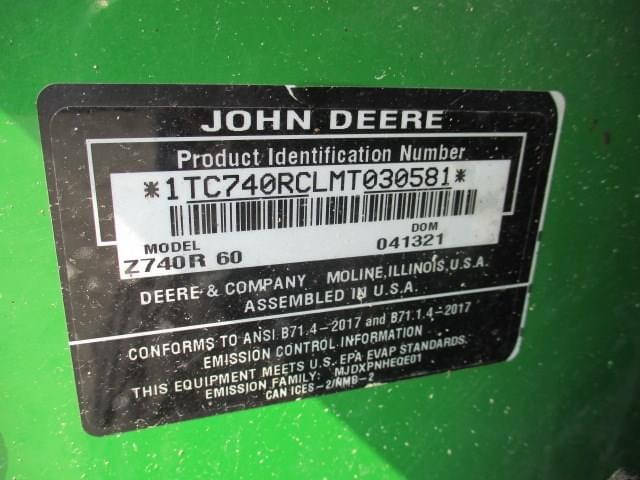 JOHN DEERE
Product Identification Number
*1TC740RCLMT030581*
MODEL DOM
Z740R 60 041321
DEERE & COMPANY MOLINE, ILLINOIS, U.S.A.
ASSEMBLED IN U.S.A.
CONFORMS TO ANSI B71.4-2017 and B71.1.4-2017
EMISSION CONTROL INFORMATION
THIS EQUIPMENT MEETS U.S. EPA EVAP STANDARDS.
EMISSION FAMILY: MJDXPNHEQE01
CAN ICES-2/NMB-2